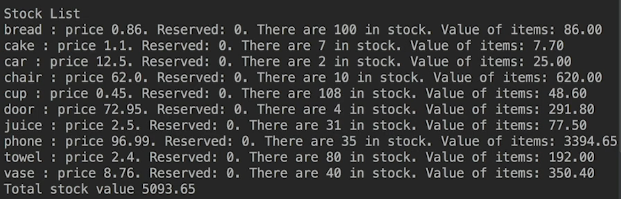 Stock List
bread : price 0.86. Reserved: 0. There are 100 in stock. Value of items: 86.00
cake : price 1.1. Reserved: 0. There are 7 in stock. Value of items: 7.70
car : price 12.5. Reserved: 0. There are 2 in stock. Value of items: 25.00
chair : price 62.0. Reserved: 0. There are 10 in stock. Value of items: 620.00
cup : price 0.45. Reserved: 0. There are 108 in stock. Value of items: 48.60
door : price 72.95. Reserved: 0. There are 4 in stock. Value of items: 291.80
juice : price 2.5. Reserved: 0. There are 31 in stock. Value of items: 77.50
phone : price 96.99. Reserved: 0. There are 35 in stock. Value of items: 3394.65
towel : price 2.4. Reserved: 0. There are 80 in stock. Value of items: 192.00
vase : price 8.76. Reserved: 0. There are 40 in stock. Value of items: 350.40
Total stock value 5093.65